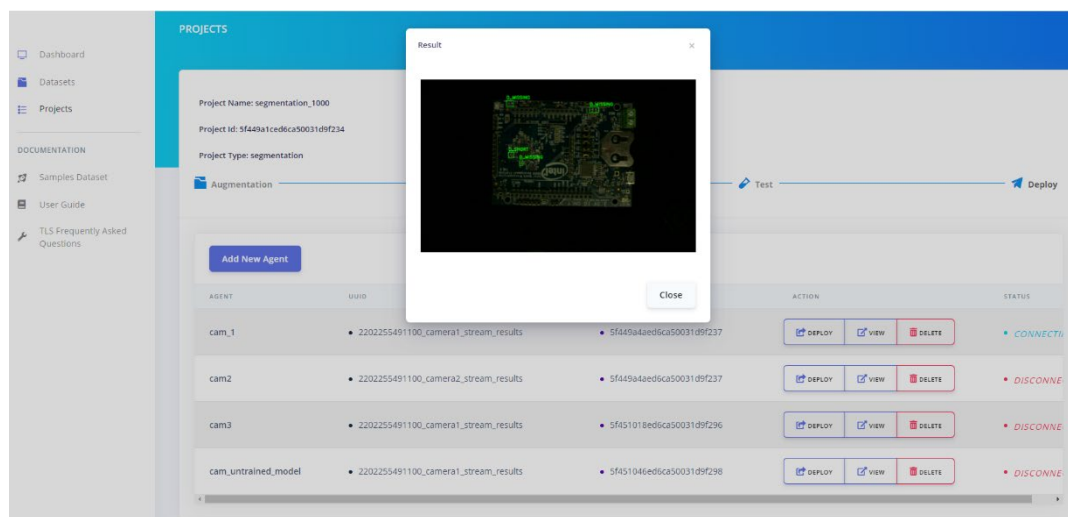 PROJECTS
Dashboard
Datasets
Projects
DOCUMENTATION
Samples Dataset
User Guide
TLS Frequently Asked
Questions
Project Name: segmentation_1000
Project Id: 5f449a1ced6ca50031d9f234
Project Type: segmentation
Augmentation
Test
Deploy
Result
×
intel
Close
Add New Agent
AGENT
UUID
ACTION
STATUS
cam_1
2202255491100_camera1_stream_results
5f449a4aed6ca50031d9f237
DEPLOY
VIEW
DELETE
CONNECTI
cam2
2202255491100_camera2_stream_results
5f449a4aed6ca50031d9f237
DEPLOY
VIEW
DELETE
DISCONNE
cam3
2202255491100_camera1_stream_results
5f451018ed6ca50031d9f296
DEPLOY
VIEW
DELETE
DISCONNE
cam_untrained_model
2202255491100_camera1_stream_results
5f451046ed6ca50031d9f298
DEPLOY
VIEW
DELETE
DISCONNE